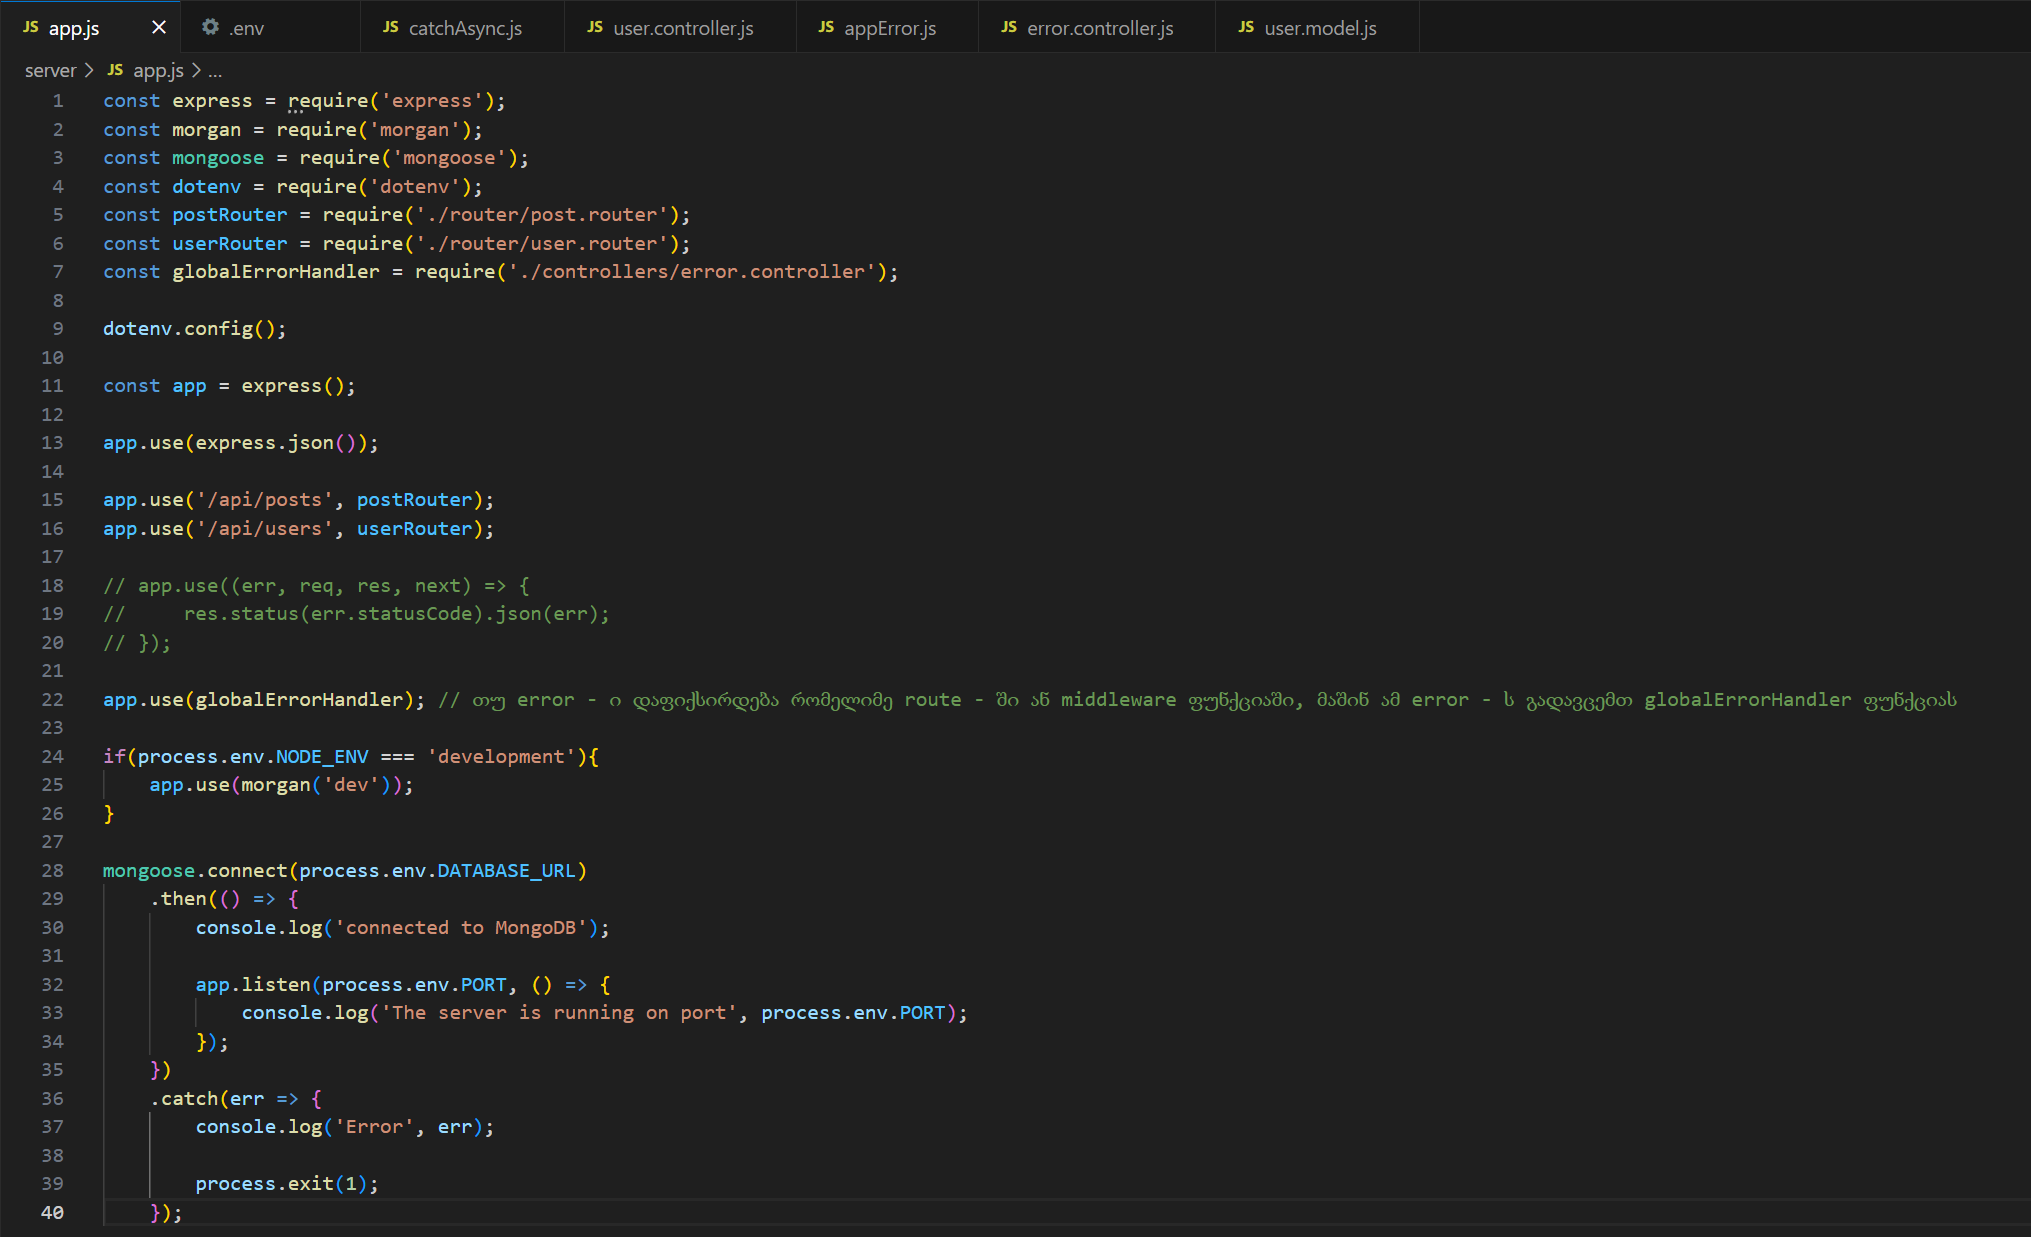 JS app.js × .env JS catchAsync.js JS user.controller.js JS appError.js JS error.controller.js JS user.model.js
server > JS app.js > ...
1 const express = require('express');
2 const morgan = require('morgan');
3 const mongoose = require('mongoose');
4 const dotenv = require('dotenv');
5 const postRouter = require('./router/post.router');
6 const userRouter = require('./router/user.router');
7 const globalErrorHandler = require('./controllers/error.controller');
8
9 dotenv.config();
10
11 const app = express();
12
13 app.use(express.json());
14
15 app.use('/api/posts', postRouter);
16 app.use('/api/users', userRouter);
17
18 // app.use((err, req, res, next) => {
19 //     res.status(err.statusCode).json(err);
20 // });
21
22 app.use(globalErrorHandler); // თუ error - ი დაფიქსირდება რომელიმე route - ში ან middleware ფუნქციაში, მაშინ ამ error - ს გადავცემთ globalErrorHandler ფუნქციას
23
24 if(process.env.NODE_ENV === 'development'){
25     app.use(morgan('dev'));
26 }
27
28 mongoose.connect(process.env.DATABASE_URL)
29     .then(() => {
30         console.log('connected to MongoDB');
31
32         app.listen(process.env.PORT, () => {
33             console.log('The server is running on port', process.env.PORT);
34         });
35     })
36     .catch(err => {
37         console.log('Error', err);
38
39         process.exit(1);
40     });